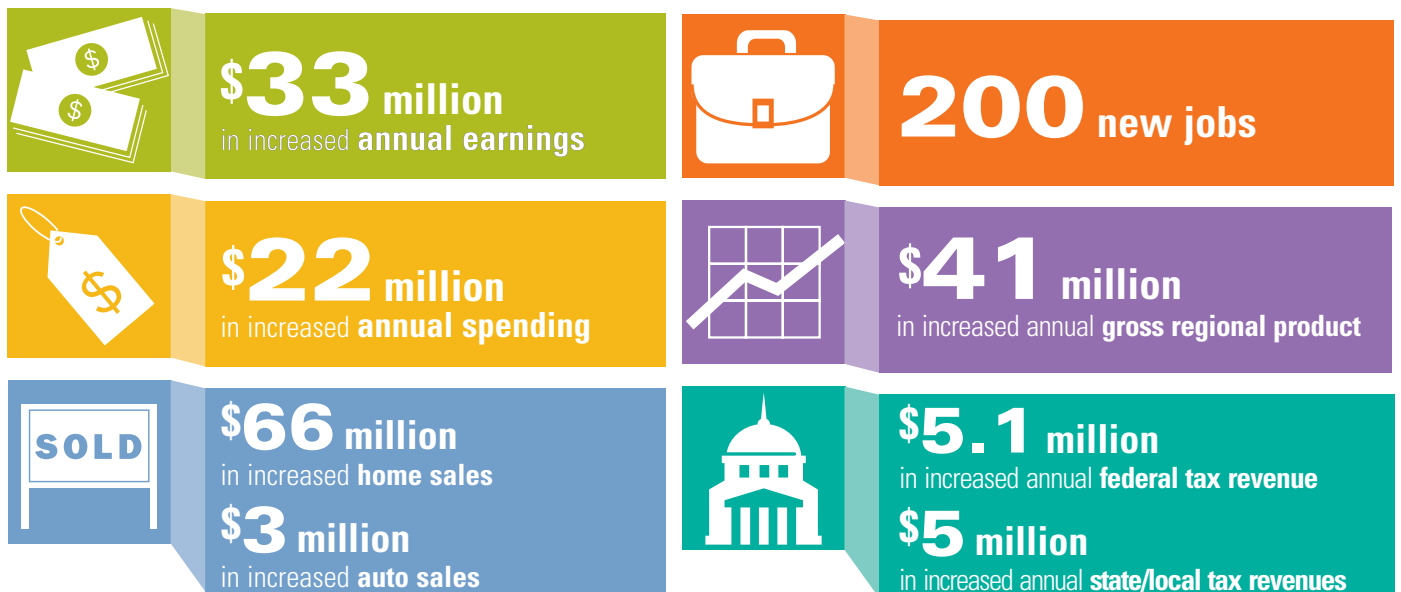 $
$
$33 million
in increased annual earnings
200 new jobs
$
$22 million
in increased annual spending
$41 million
in increased annual gross regional product
SOLD
$66 million
in increased home sales
$3 million
in increased auto sales
$5.1 million
in increased annual federal tax revenue
$5 million
in increased annual state/local tax revenues